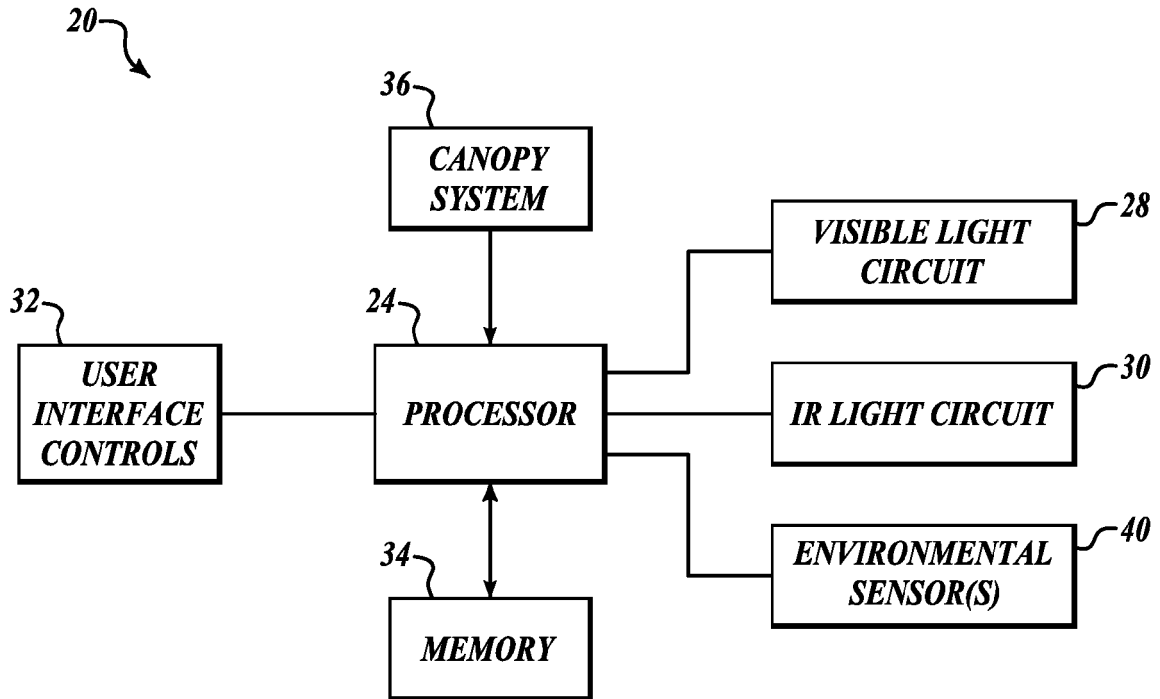 20
36
CANOPY
SYSTEM
28
VISIBLE LIGHT
CIRCUIT
32
USER
INTERFACE
CONTROLS
24
PROCESSOR
30
IR LIGHT CIRCUIT
34
MEMORY
40
ENVIRONMENTAL
SENSOR(S)